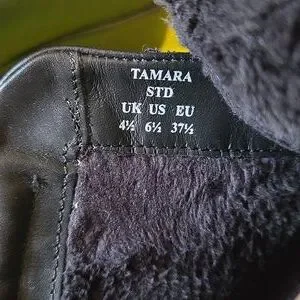 TAMARA
STD
UK US EU
4½ 6½ 37½